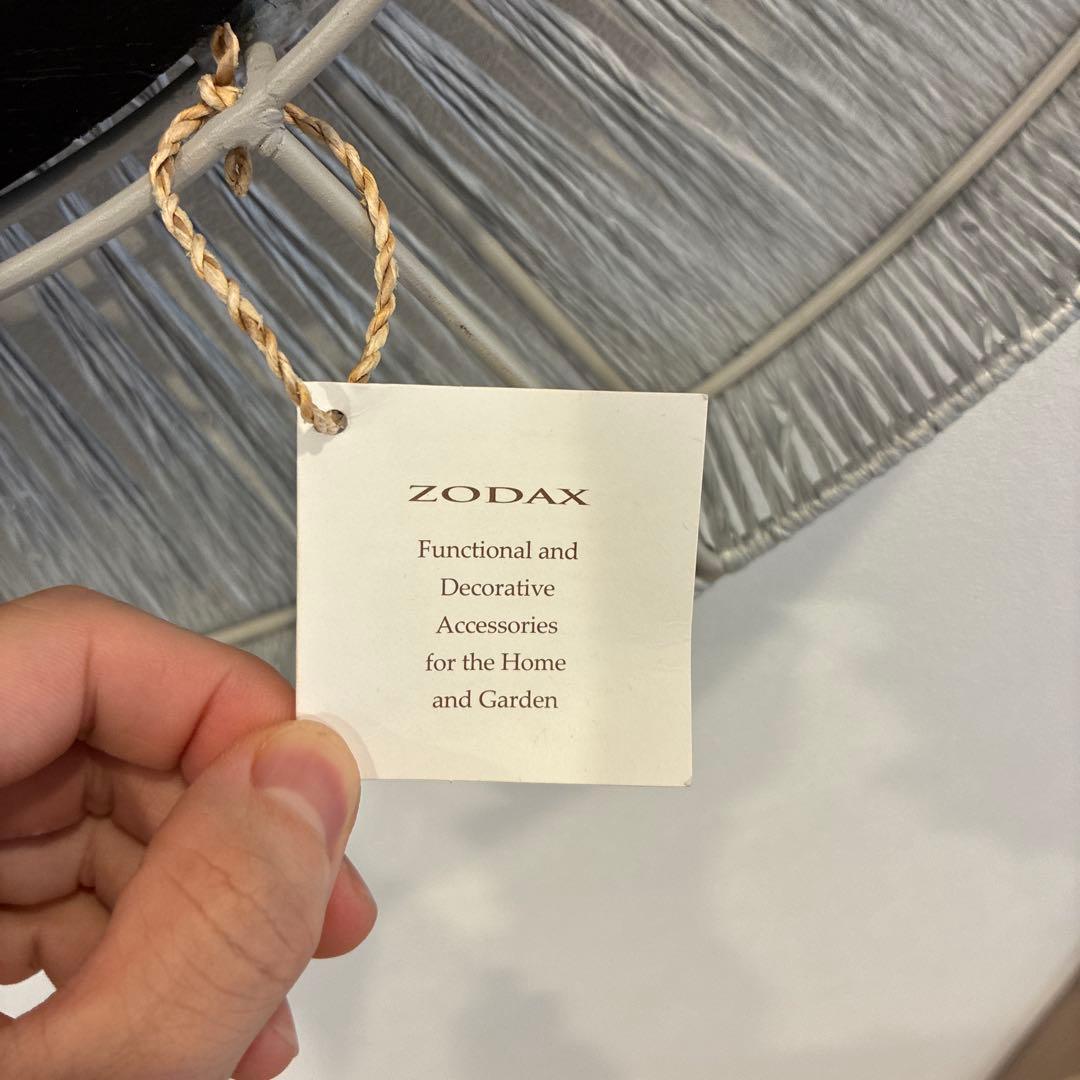 ZODAX
Functional and
Decorative
Accessories
for the Home
and Garden